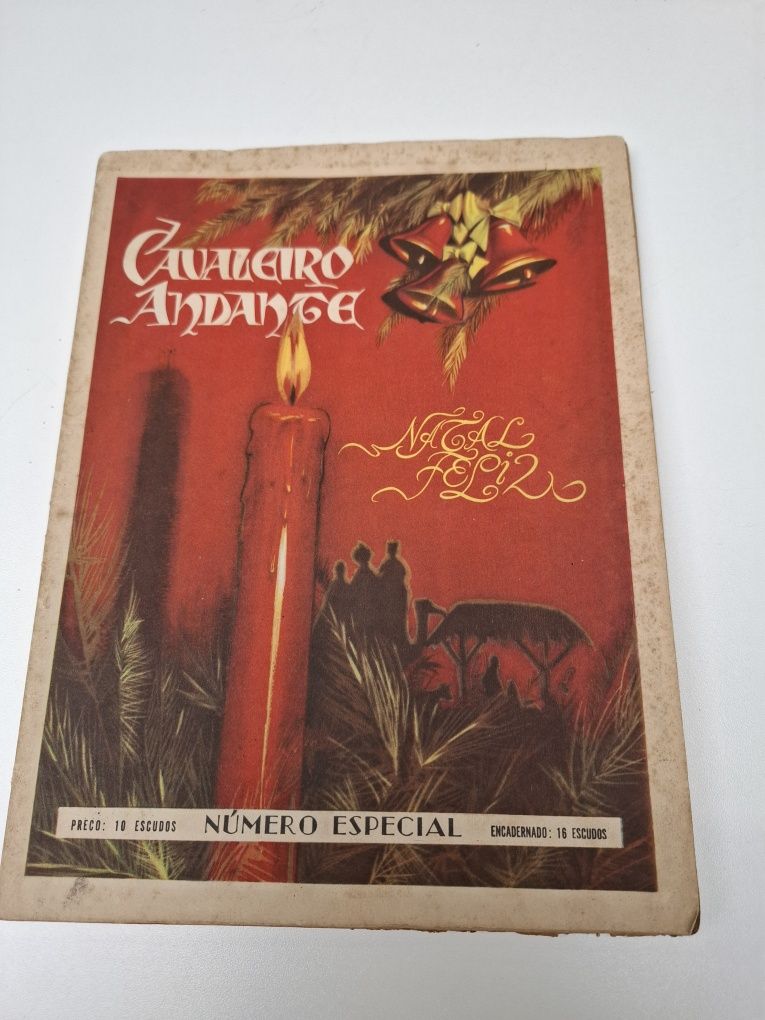 CAVALEIRO
ANDANTE
NATAL
FELIZ
PREÇO: 10 ESCUDOS NÚMERO ESPECIAL ENCADERNADO: 16 ESCUDOS